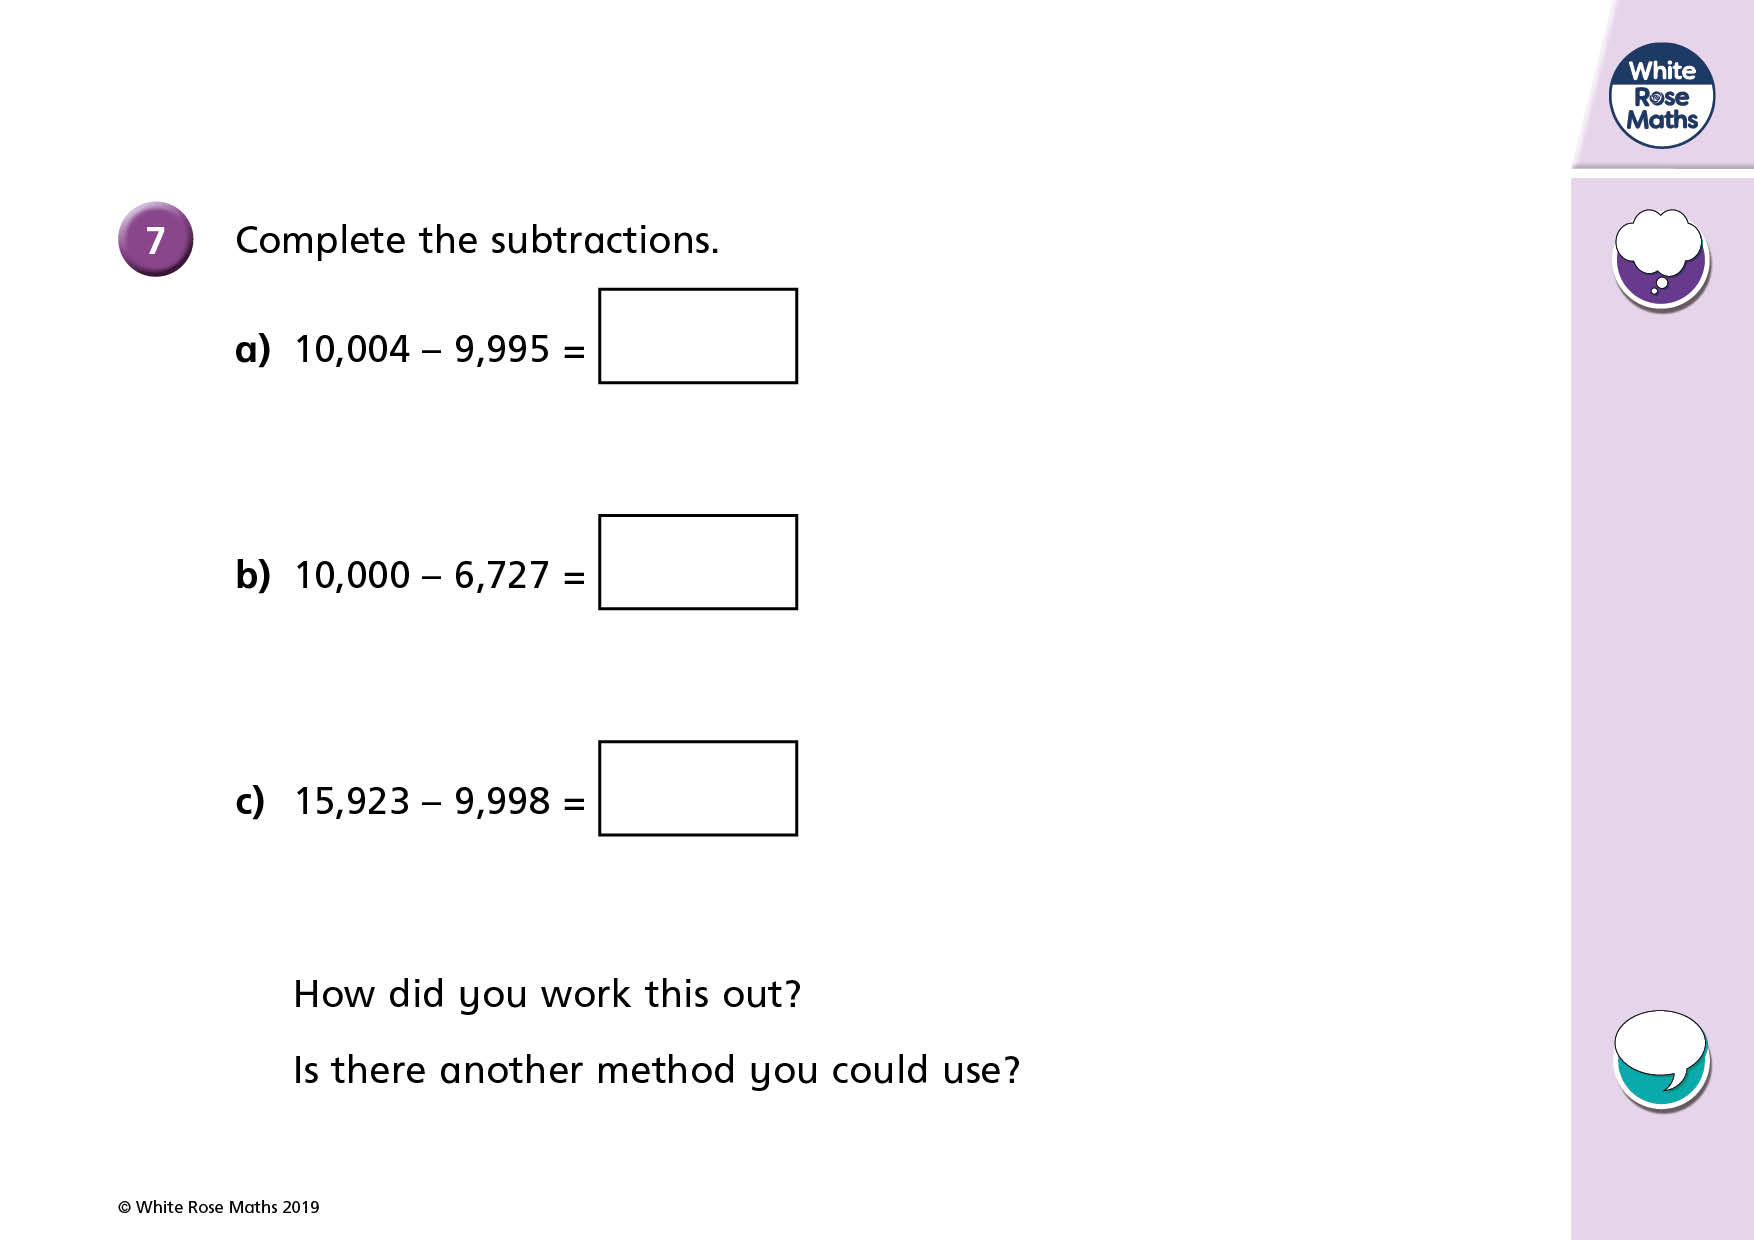 White
Rose
Maths
7 Complete the subtractions.
a) 10,004 – 9,995 =
b) 10,000 – 6,727 =
c) 15,923 – 9,998 =
How did you work this out?
Is there another method you could use?
© White Rose Maths 2019